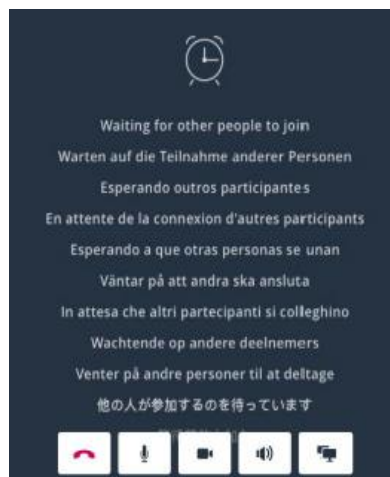 Waiting for other people to join
Warten auf die Teilnahme anderer Personen
Esperando outros participantes
En attente de la connexion d'autres participants
Esperando a que otras personas se unan
Väntar på att andra ska ansluta
In attesa che altri partecipanti si colleghino
Wachtende op andere deelnemers
Venter på andre personer til at deltage
他の人が参加するのを待っています